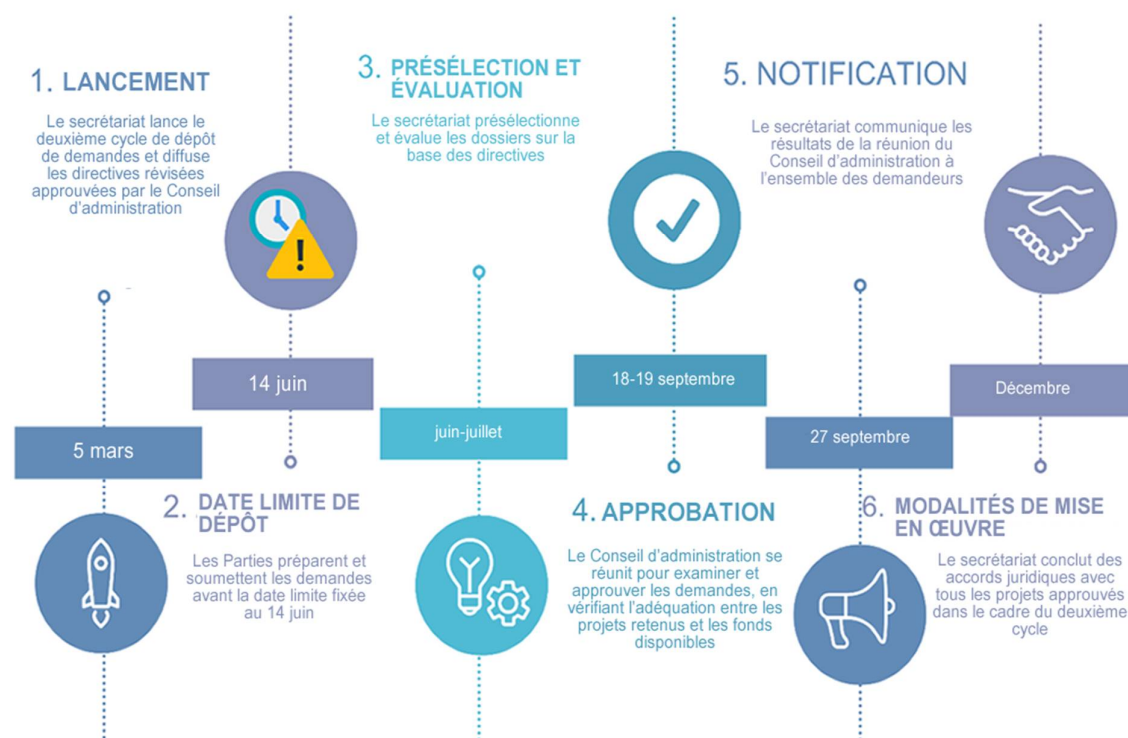 1. LANCEMENT
Le secrétariat lance le
deuxième cycle de dépôt
de demandes et diffuse
les directives révisées
approuvées par le Conseil
d'administration
5 mars
14 juin
2. DATE LIMITE DE
DÉPÔT
Les Parties préparent et
soumettent les demandes
avant la date limite fixée
au 14 juin
3. PRÉSÉLECTION ET
ÉVALUATION
Le secrétariat présélectionne
et évalue les dossiers sur la
base des directives
juin-juillet
18-19 septembre
4. APPROBATION
Le Conseil d'administration se
réunit pour examiner et
approuver les demandes, en
vérifiant l'adéquation entre les
projets retenus et les fonds
disponibles
5. NOTIFICATION
Le secrétariat communique les
résultats de la réunion du
Conseil d'administration à
l'ensemble des demandeurs
27 septembre
Décembre
6. MODALITÉS DE MISE
EN ŒUVRE
Le secrétariat conclut des
accords juridiques avec
tous les projets approuvés
dans le cadre du deuxième
cycle